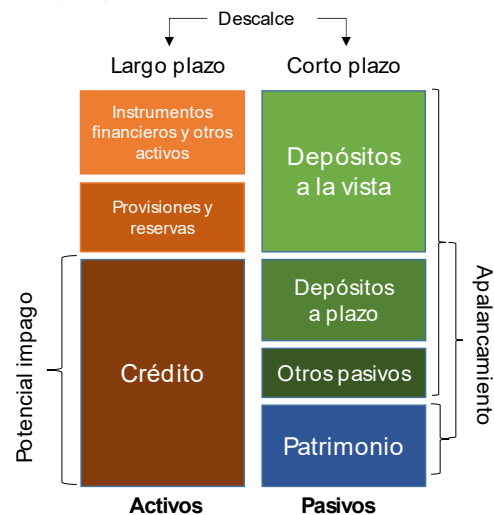 Descalce
Largo plazo
Corto plazo
Instrumentos
financieros y otros
activos
Provisiones y
reservas
Crédito
Potencial impago
Depósitos
a la vista
Depósitos
a plazo
Otros pasivos
Patrimonio
Apalancamiento
Activos
Pasivos